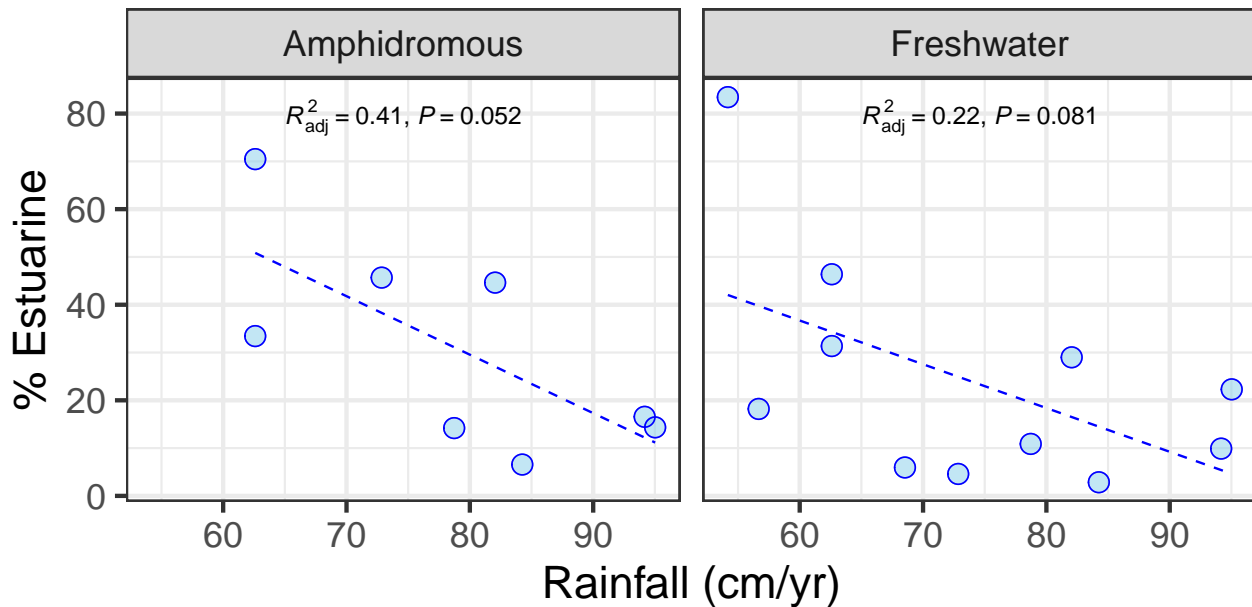 Amphidromous
Freshwater
R²adj = 0.41, P = 0.052
R²adj = 0.22, P = 0.081
% Estuarine
80
60
40
20
0
60 70 80 90
60 70 80 90
Rainfall (cm/yr)